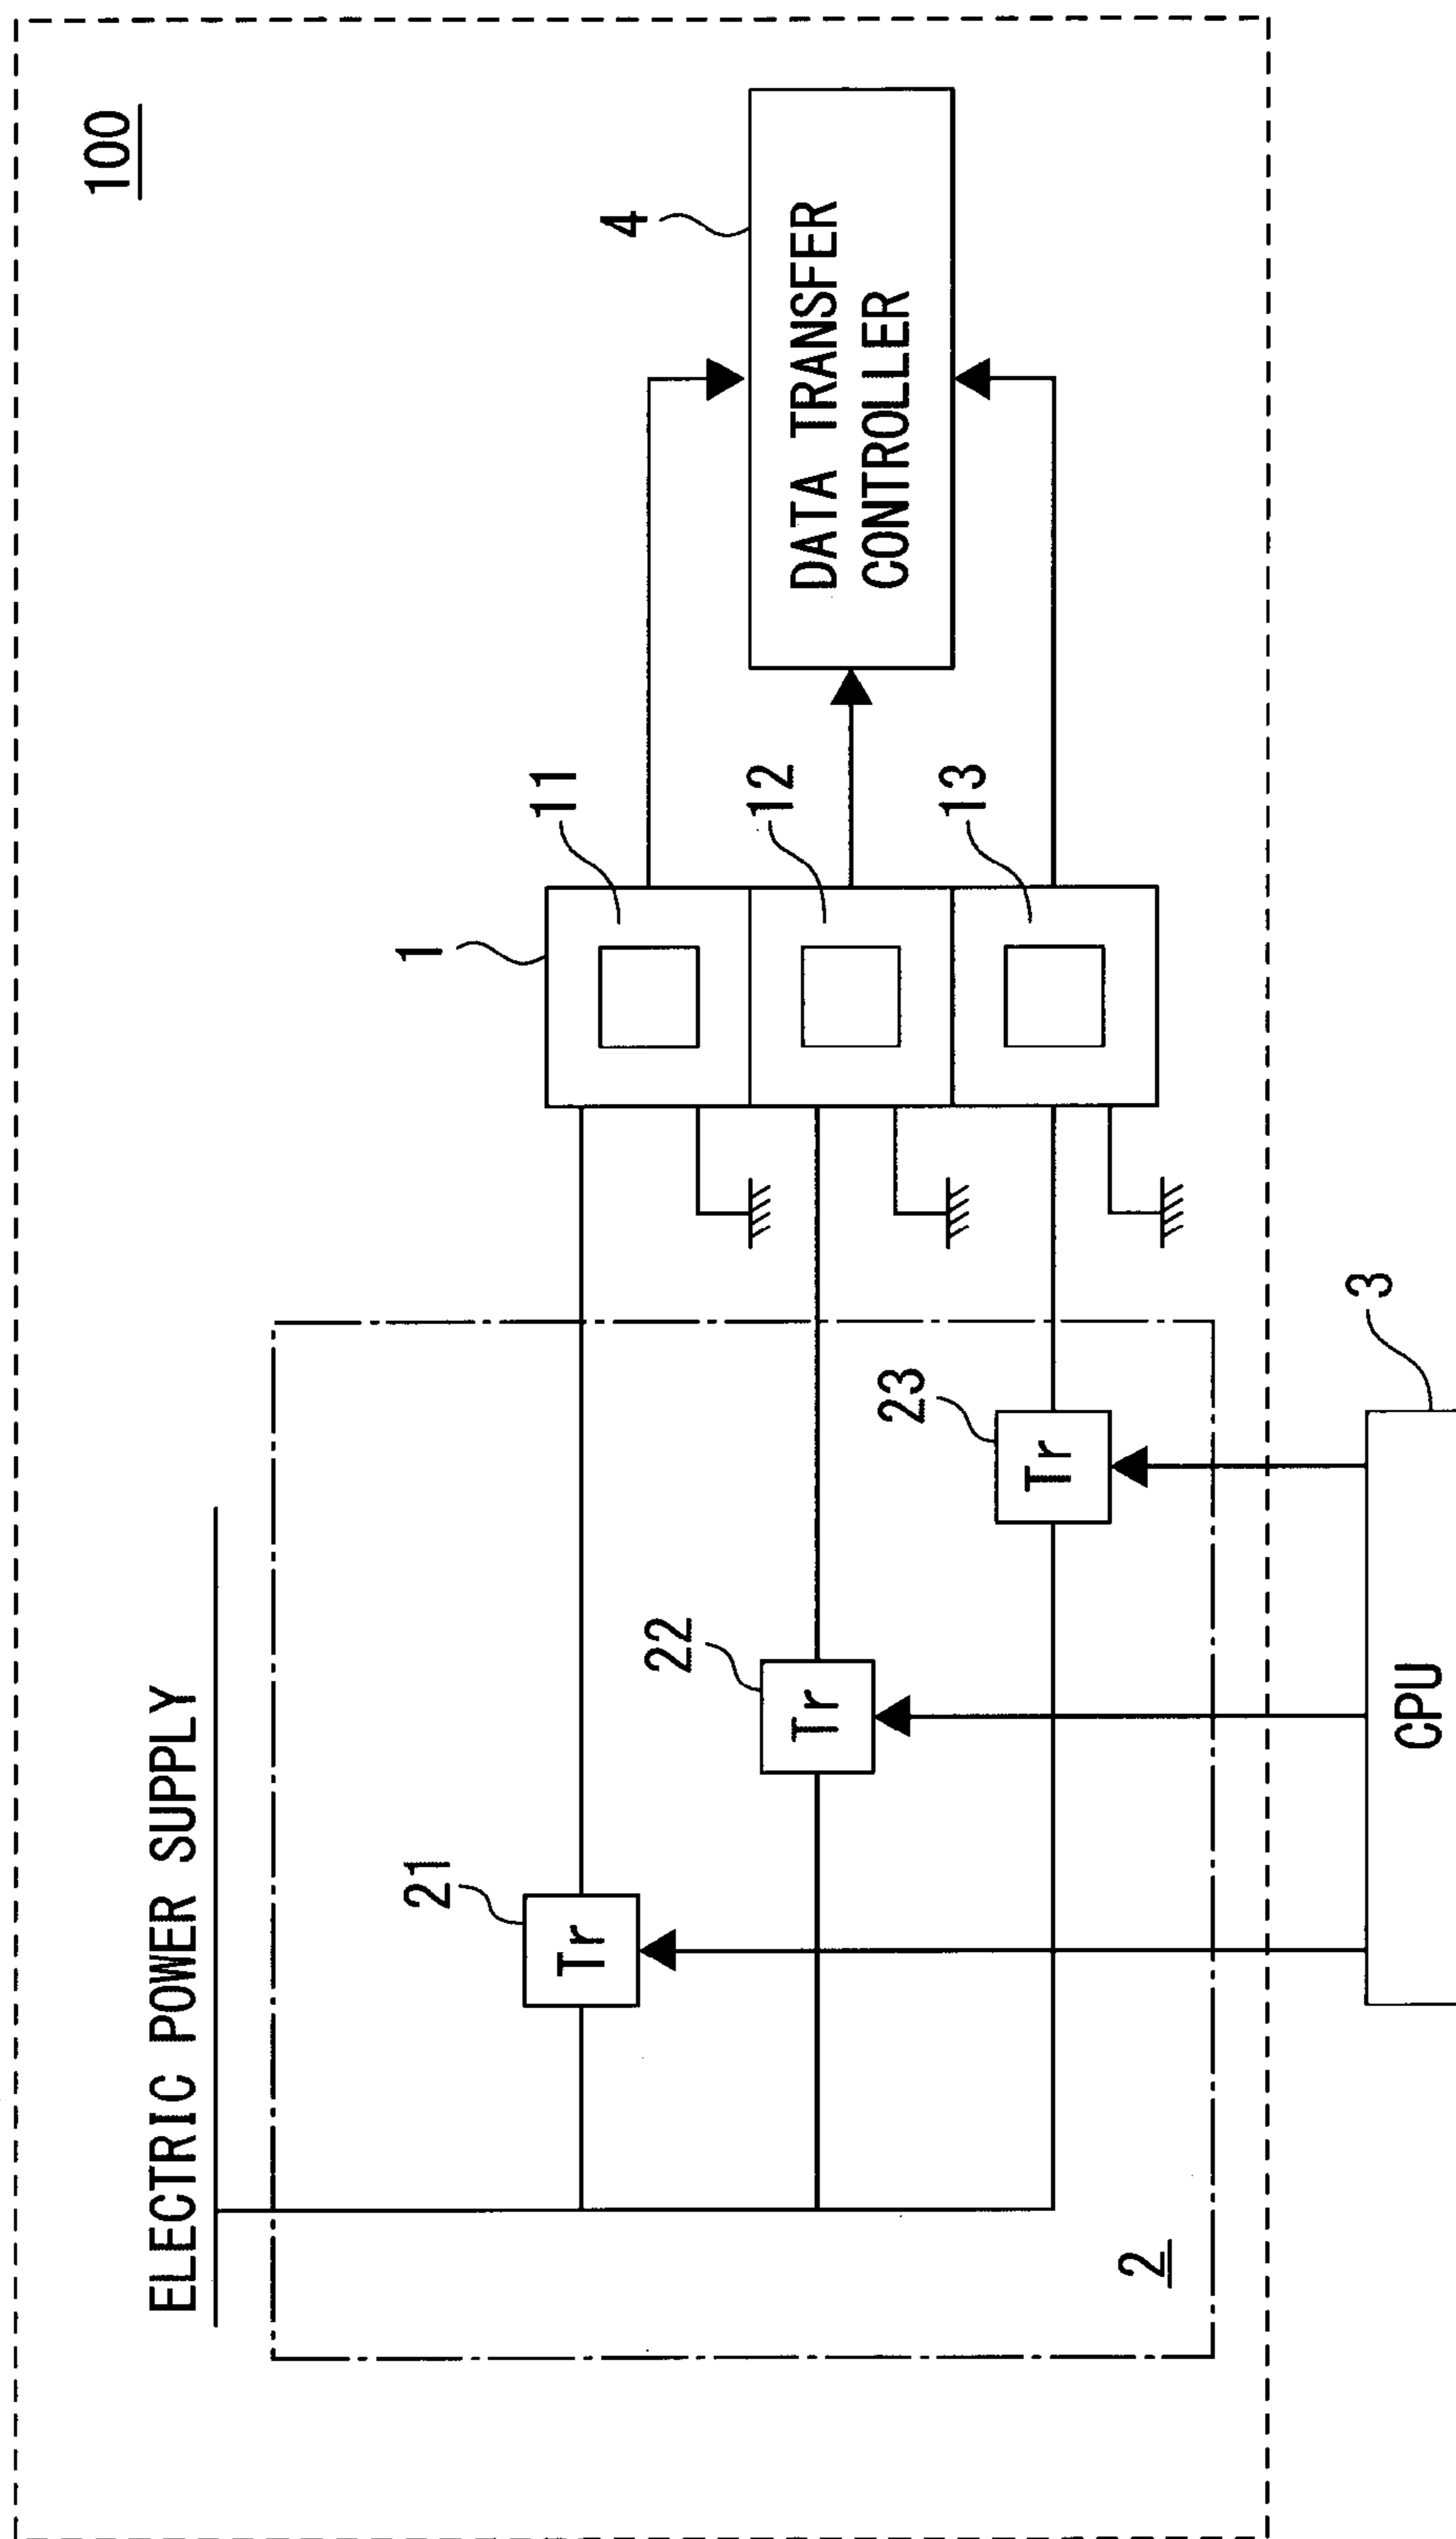 100
ELECTRIC POWER SUPPLY
4
DATA TRANSFER
CONTROLLER
1
11
12
13
21
Tr
22
Tr
23
Tr
2
3
CPU